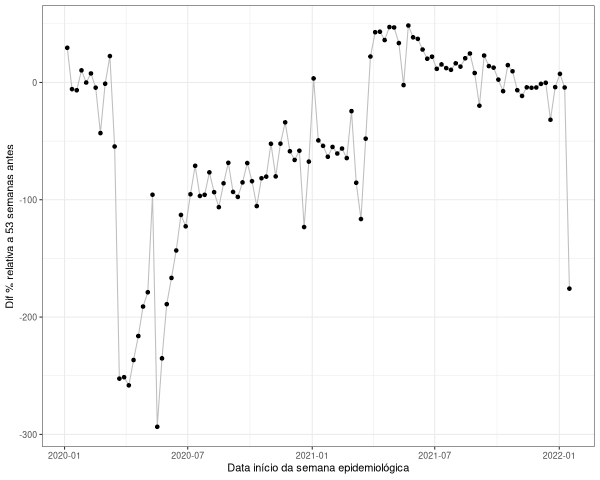 Dif % relativa a 53 semanas antes
0
-100
-200
-300
2020-01 2020-07 2021-01 2021-07 2022-01
Data início da semana epidemiológica